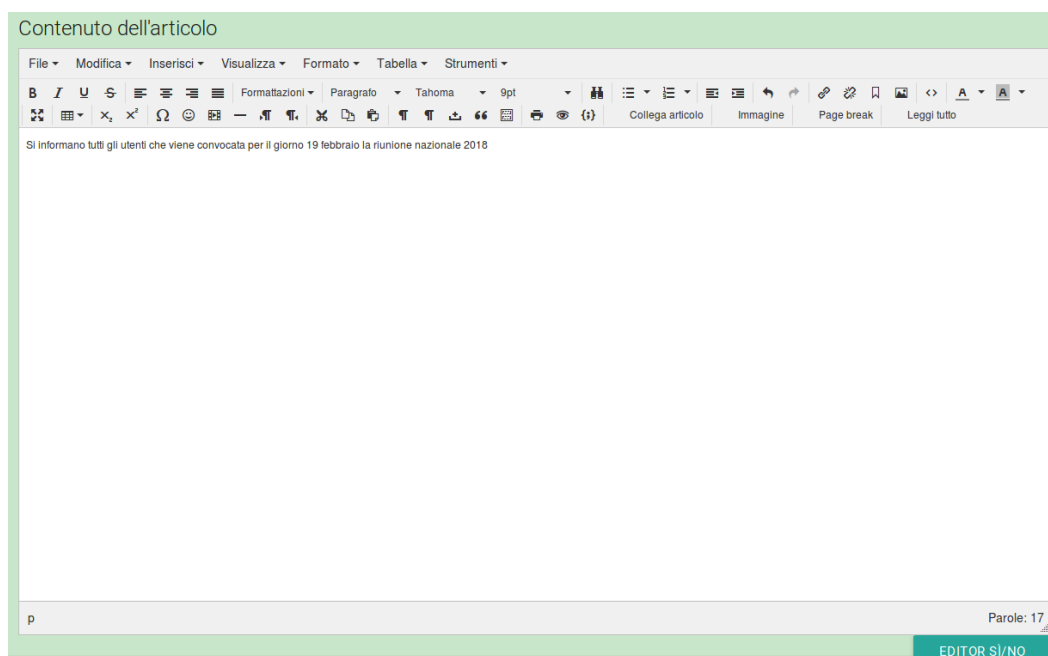 Contenuto dell'articolo
File Modifica Inserisci Visualizza Formato Tabella Strumenti
B I U S Formattazioni Paragrafo Tahoma 9pt A A
x₂ x² Ω {;} Collega articolo Immagine Page break Leggi tutto
Si informano tutti gli utenti che viene convocata per il giorno 19 febbraio la riunione nazionale 2018
p Parole: 17
EDITOR SÌ/NO